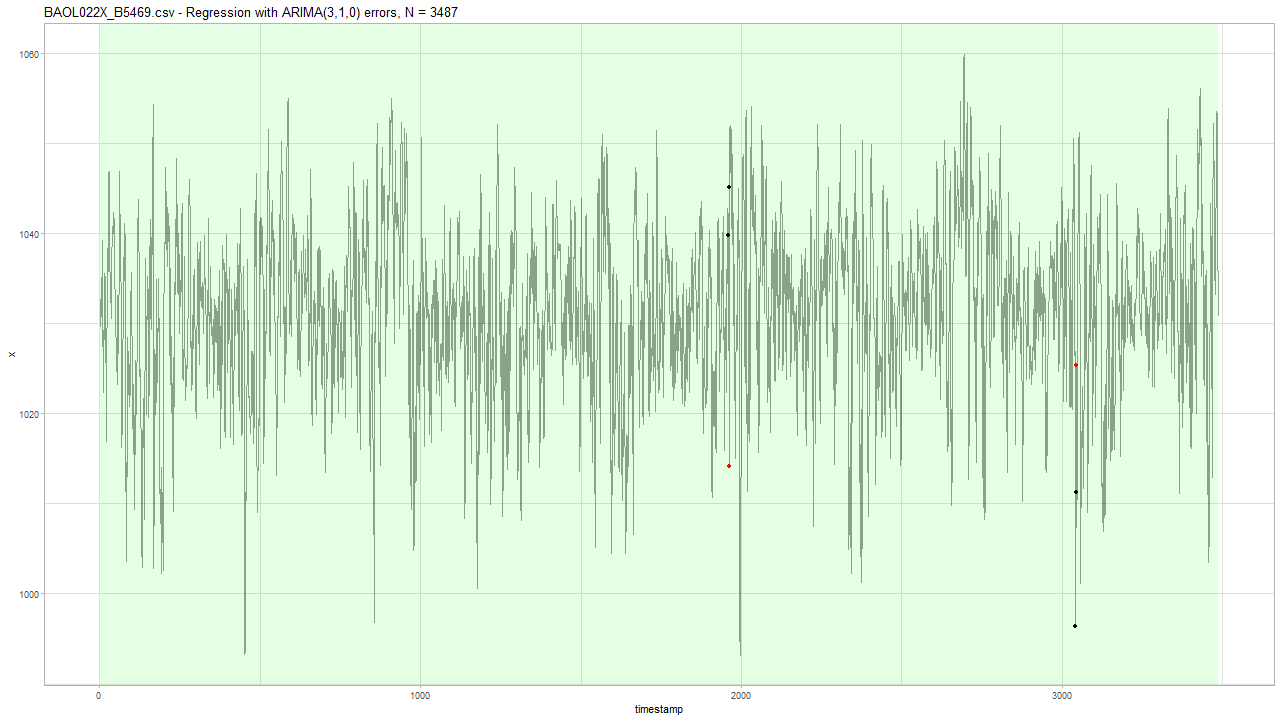 BAOL022X_B5469.csv - Regression with ARIMA(3,1,0) errors, N = 3487
1060
1040
x
1020
1000
0 1000 2000 3000
timestamp